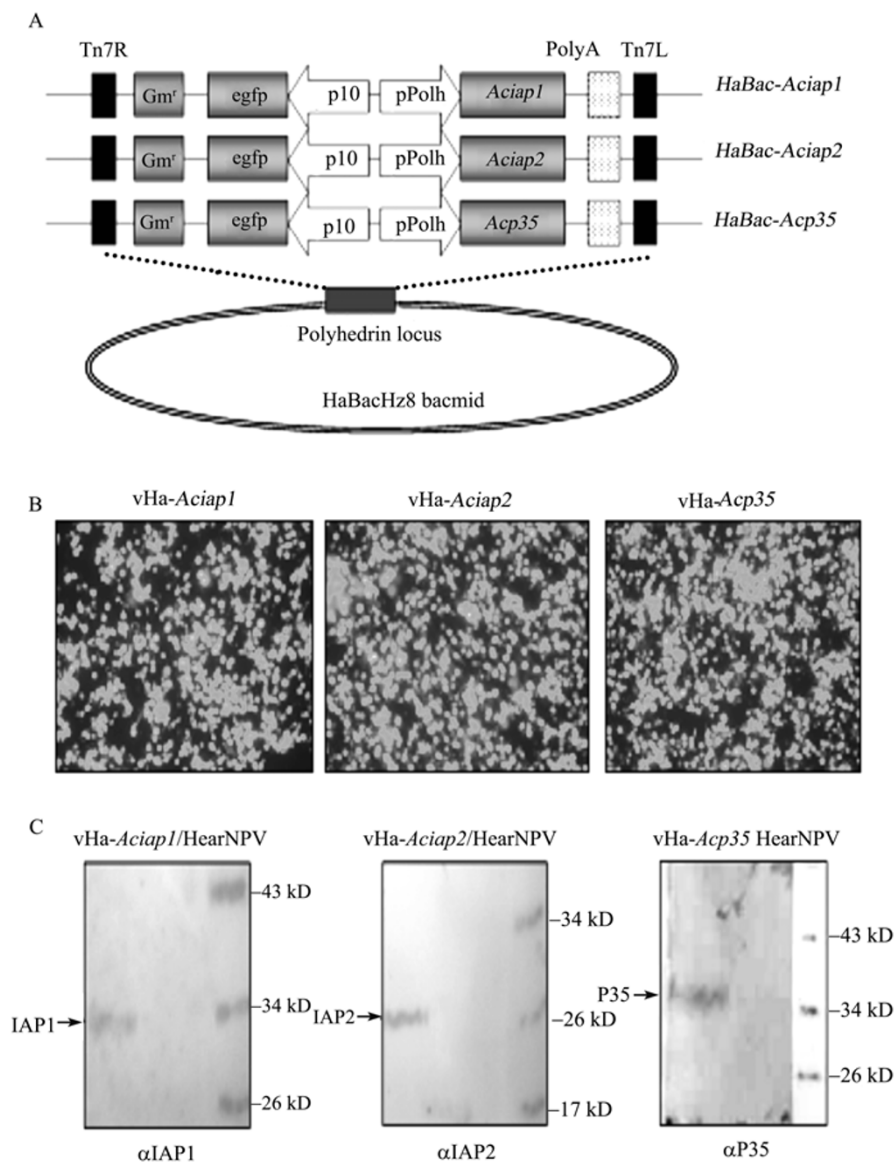 A
Tn7R PolyA Tn7L
Gmʳ egfp p10 pPolh Aciap1 HaBac-Aciap1
Gmʳ egfp p10 pPolh Aciap2 HaBac-Aciap2
Gmʳ egfp p10 pPolh Acp35 HaBac-Acp35
Polyhedrin locus
HaBacHz8 bacmid
B
vHa-Aciap1 vHa-Aciap2 vHa-Acp35
C
vHa-Aciap1/HearNPV vHa-Aciap2/HearNPV vHa-Acp35 HearNPV
IAP1
–43 kD
–34 kD
–26 kD
αIAP1
IAP2
–34 kD
–26 kD
–17 kD
αIAP2
P35
–43 kD
–34 kD
–26 kD
αP35